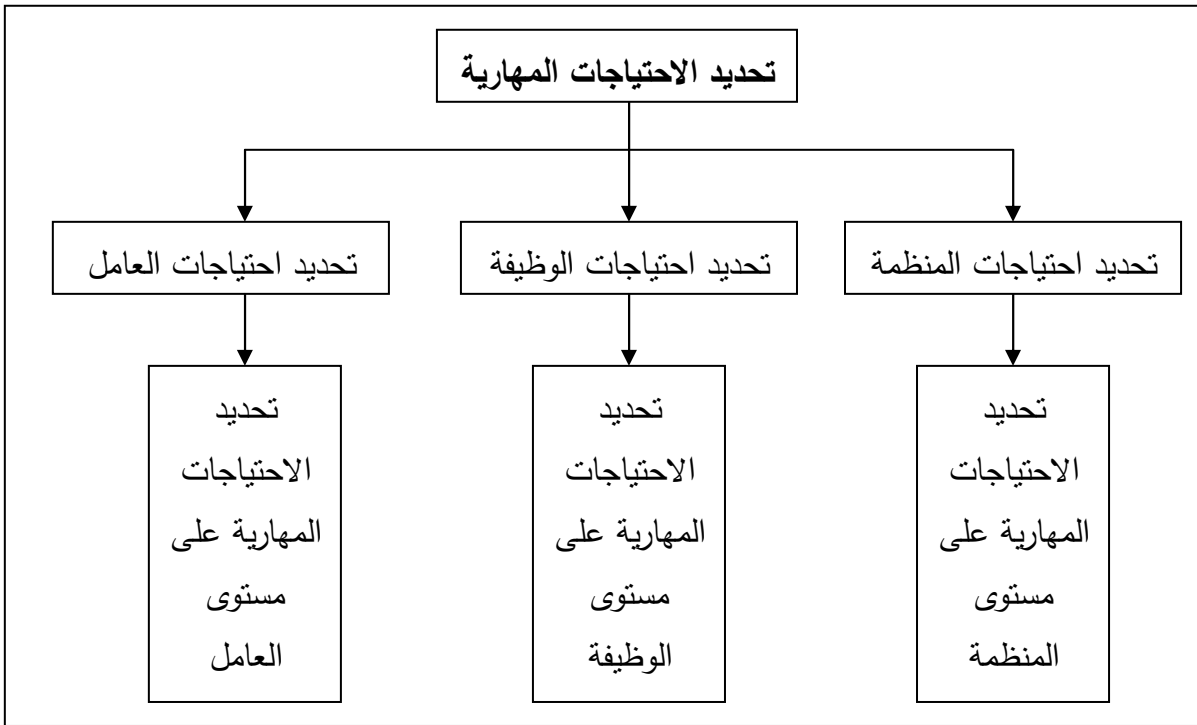 تحديد الاحتياجات المهارية
تحديد احتياجات المنظمة
تحديد احتياجات الوظيفة
تحديد احتياجات العامل
تحديد
الاحتياجات
المهارية على
مستوى
المنظمة
تحديد
الاحتياجات
المهارية على
مستوى
الوظيفة
تحديد
الاحتياجات
المهارية على
مستوى
العامل